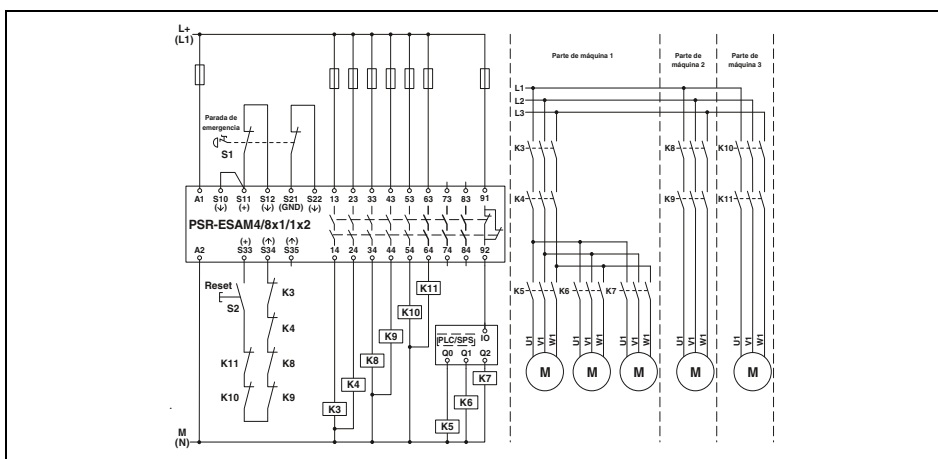 L+
(L1)
Parte de máquina 1
Parte de
máquina 2
Parte de
máquina 3
L1
L2
L3
Parada de
emergencia
S1
K3
K8
K10
K4
K9
K11
A1 S10 S11 S12 S21 S22 13 23 33 43 53 63 73 83 91
(↓) (+) (↓) (GND) (↓)
PSR-ESAM4/8x1/1x2
(+) (↑) (↑)
A2 S33 S34 S35 14 24 34 44 54 64 74 84 92
Reset
S2
K3
K4
K11
K8
K10
K9
K11
K10
K9
K8
K4
K3
PLC/SPS
IO
Q0 Q1 Q2
K7
K6
K5
K5
K6
K7
U1 V1 W1
U1 V1 W1
U1 V1 W1
U1 V1 W1
U1 V1 W1
M
M
M
M
M
M
(N)